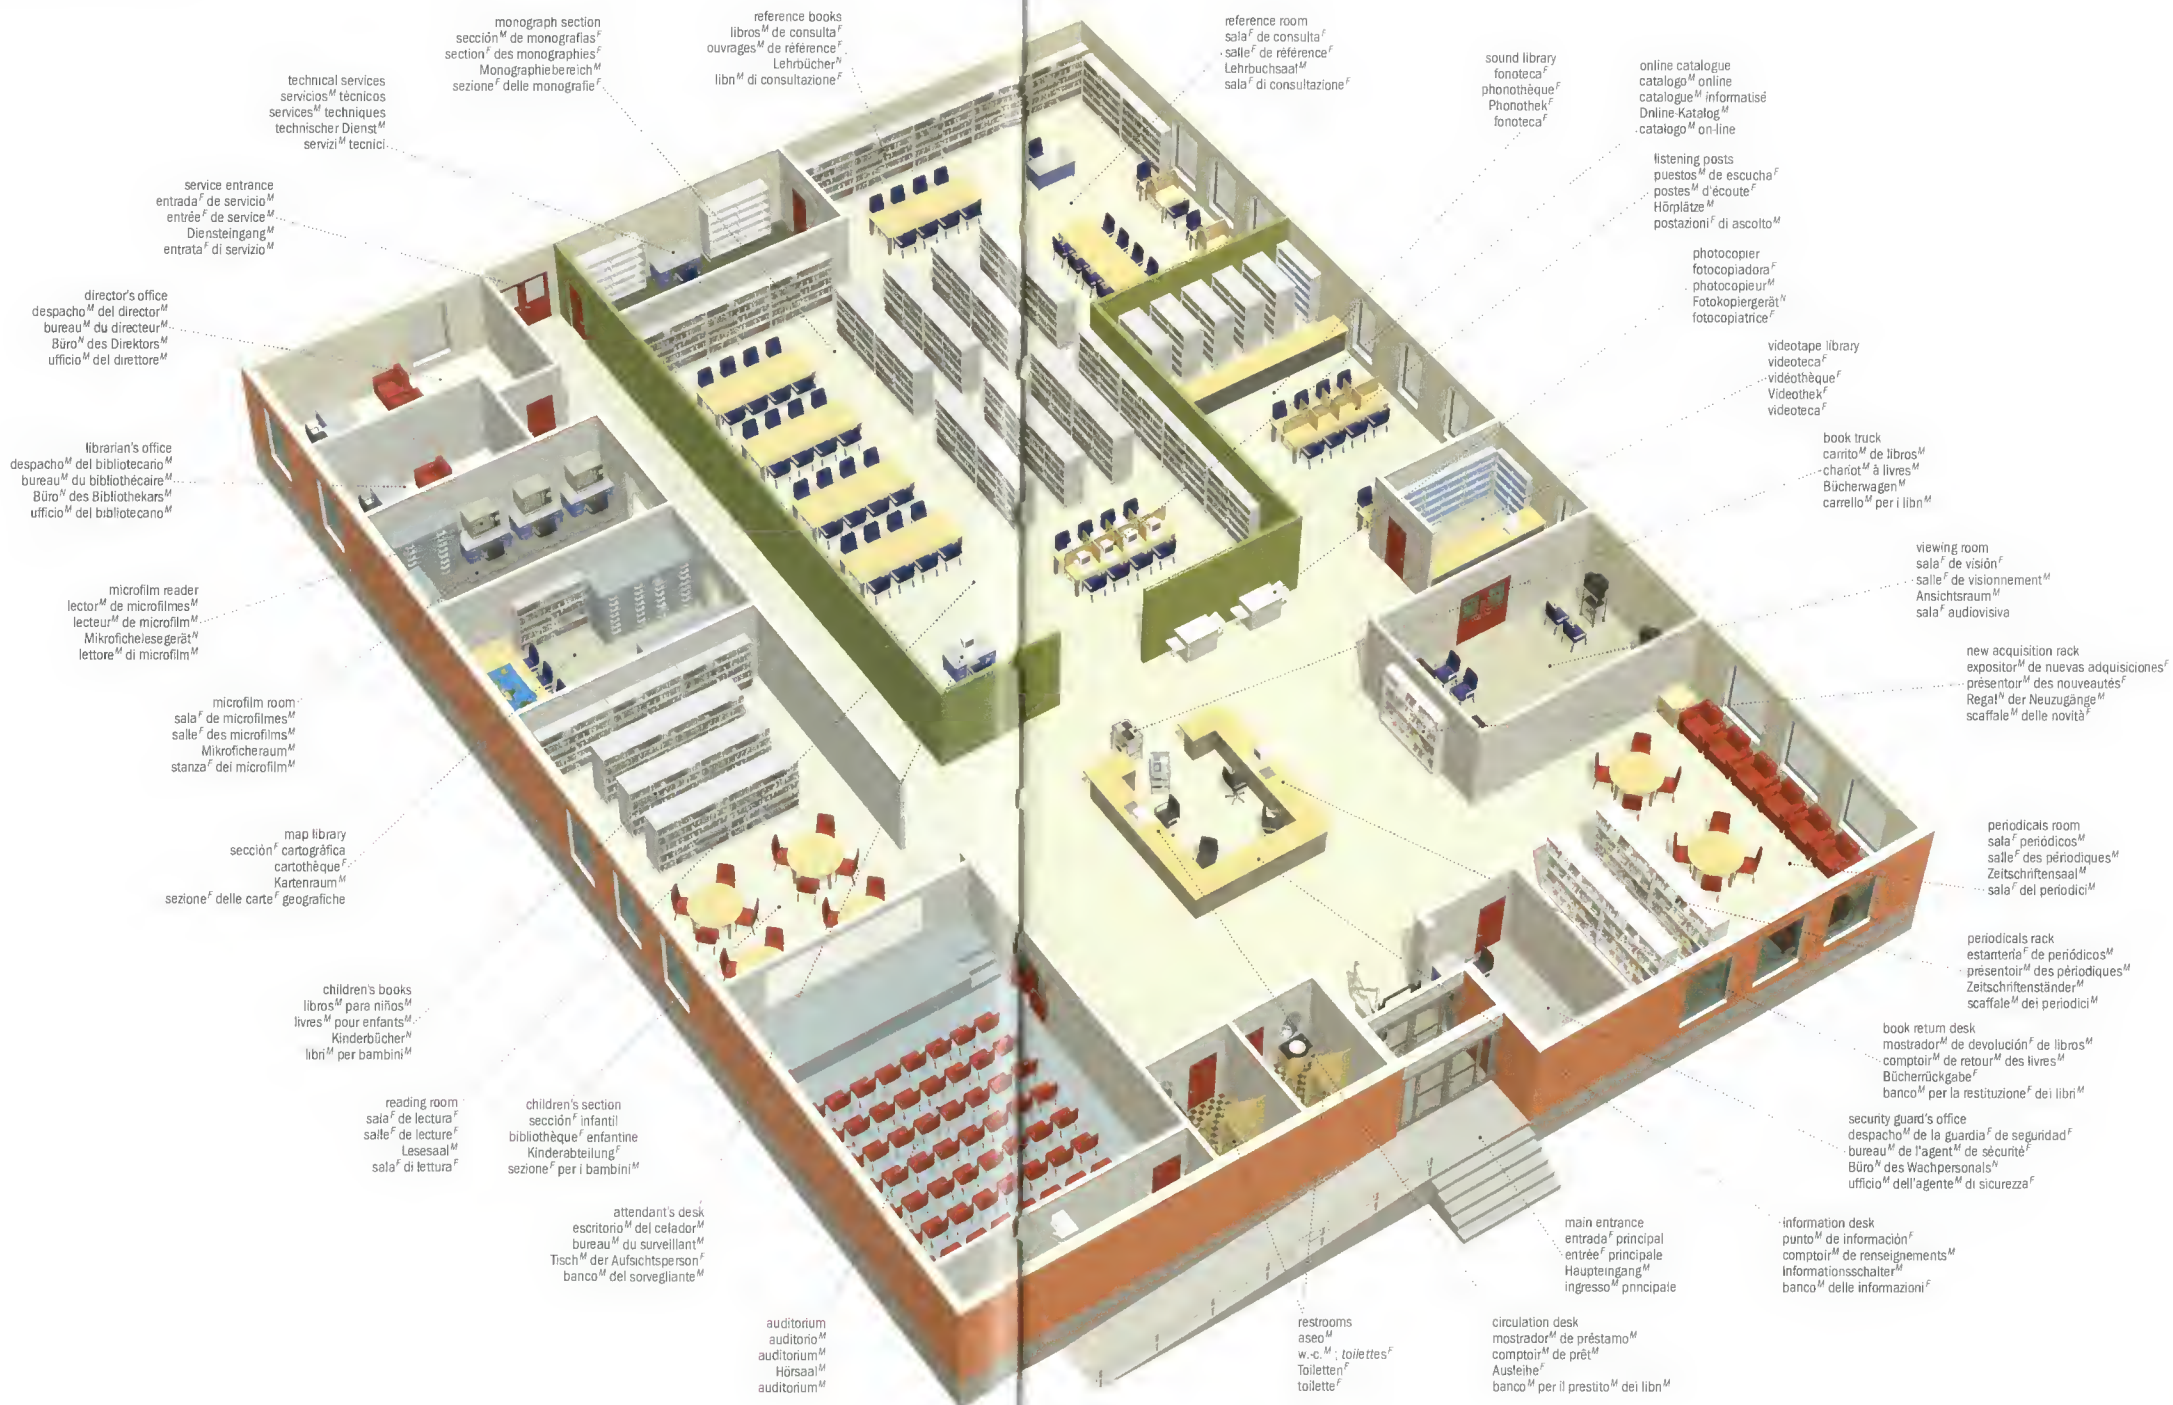 monograph section
sección^M de monografías^F
section^F des monographies^F
Monographiebereich^M
sezione^F delle monografie^F
reference books
libros^M de consulta^F
ouvrages^M de référence^F
Lehrbücher^N
libn^M di consultazione^F
reference room
sala^F de consulta^F
salle^F de référence^F
Lehrbuchsaal^M
sala^F di consultazione^F
sound library
fonoteca^F
phonothèque^F
Phonothek^F
fonoteca^F
online catalogue
catalogo^M online
catalogue^M informatisé
Dnline-Katalog^M
catalogo^M on-line
technical services
servicios^M técnicos
services^M techniques
technischer Dienst^M
servizi^M tecnici
listening posts
puestos^M de escucha^F
postes^M d'écoute^F
Hörplätze^M
postazioni^F di ascolto^M
service entrance
entrada^F de servicio^M
entrée^F de service^M
Diensteingang^M
entrata^F di servizio^M
photocopier
fotocopiadora^F
photocopieur^M
Fotokopiergerät^N
fotocopiatrice^F
director's office
despacho^M del director^M
bureau^M du directeur^M
Büro^N des Direktors^M
ufficio^M del direttore^M
videotape library
videoteca^F
vidéothèque^F
Videothek^F
videoteca^F
librarian's office
despacho^M del bibliotecario^M
bureau^M du bibliothécaire^M
Büro^N des Bibliothekars^M
ufficio^M del bibliotecano^M
book truck
carrito^M de libros^M
chariot^M à livres^M
Bücherwagen^M
carrello^M per i libn^M
viewing room
sala^F de visión^F
salle^F de visionnement^M
Ansichtsraum^M
sala^F audiovisiva
microfilm reader
lector^M de microfilmes^M
lecteur^M de microfilm^M
Mikrofichelesegerät^N
lettore^M di microfilm^M
new acquisition rack
expositor^M de nuevas adquisiciones^F
présentoir^M des nouveautés^F
Regal^N der Neuzugänge^M
scaffale^M delle novità^F
microfilm room
sala^F de microfilmes^M
salle^F des microfilms^M
Mikroficheraum^M
stanza^F dei microfilm^M
map library
sección^F cartográfica
cartothèque^F
Kartenraum^M
sezione^F delle carte^F geografiche
periodicals room
sala^F periódicos^M
salle^F des périodiques^M
Zeitschriftensaal^M
sala^F dei periodici^M
periodicals rack
estantería^F de periódicos^M
présentoir^M des périodiques^M
Zeitschriftenständer^M
scaffale^M dei periodici^M
children's books
libros^M para niños^M
livres^M pour enfants^M
Kinderbücher^N
libri^M per bambini^M
book return desk
mostrador^M de devolución^F de libros^M
comptoir^M de retour^M des livres^M
Bücherrückgabe^F
banco^M per la restituzione^F dei libri^M
reading room
sala^F de lectura^F
salle^F de lecture^F
Lesesaal^M
sala^F di lettura^F
children's section
sección^F infantil
bibliothèque^F enfantine
Kinderabteilung^F
sezione^F per i bambini^M
security guard's office
despacho^M de la guardia^F de seguridad^F
bureau^M de l'agent^M de sécurité^F
Büro^N des Wachpersonals^N
ufficio^M dell'agente^M di sicurezza^F
attendant's desk
escritorio^M del celador^M
bureau^M du surveillant^M
Tisch^M der Aufsichtsperson^F
banco^M del sorvegliante^M
main entrance
entrada^F principal
entrée^F principale
Haupteingang^M
ingresso^M pnncipale
information desk
punto^M de información^F
comptoir^M de renseignements^M
Informationsschalter^M
banco^M delle informazioni^F
auditorium
auditorio^M
auditorium^M
Hörsaal^M
auditorium^M
restrooms
aseo^M
w.-c.^M ; toilettes^F
Toiletten^F
toilette^F
circulation desk
mostrador^M de préstamo^M
comptoir^M de prêt^M
Ausleihe^F
banco^M per il prestito^M dei libn^M